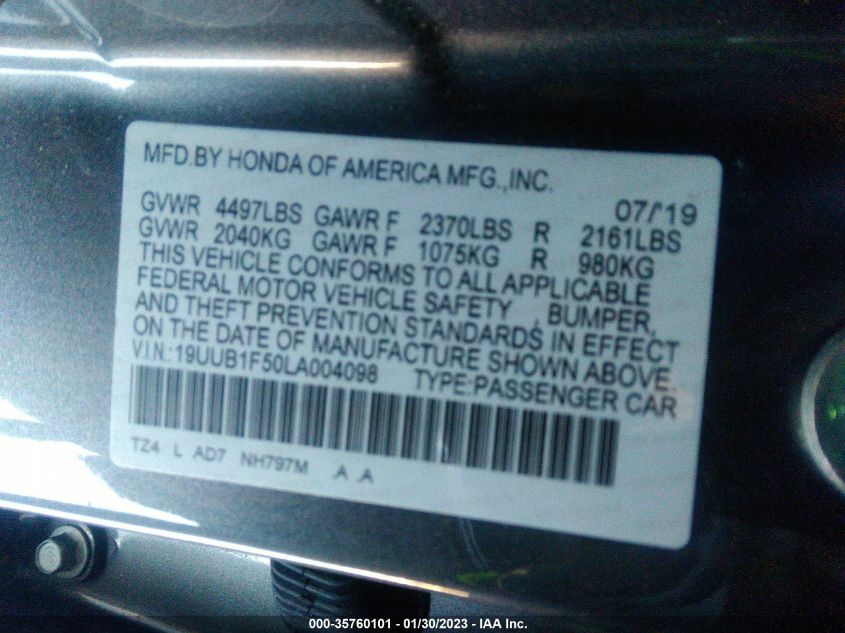 MFD.BY HONDA OF AMERICA MFG.,INC.
07/'19
GVWR 4497LBS GAWR F 2370LBS R 2161LBS
GVWR 2040KG GAWR F 1075KG R 980KG
THIS VEHICLE CONFORMS TO ALL APPLICABLE
FEDERAL MOTOR VEHICLE SAFETY , BUMPER,
AND THEFT PREVENTION STANDARDS IN EFFECT
ON THE DATE OF MANUFACTURE SHOWN ABOVE.
V.I.N.:19UUB1F50LA004098 TYPE:PASSENGER CAR
TZ4 L AD7 NH797M A A
000-35760101 - 01/30/2023 - IAA Inc.